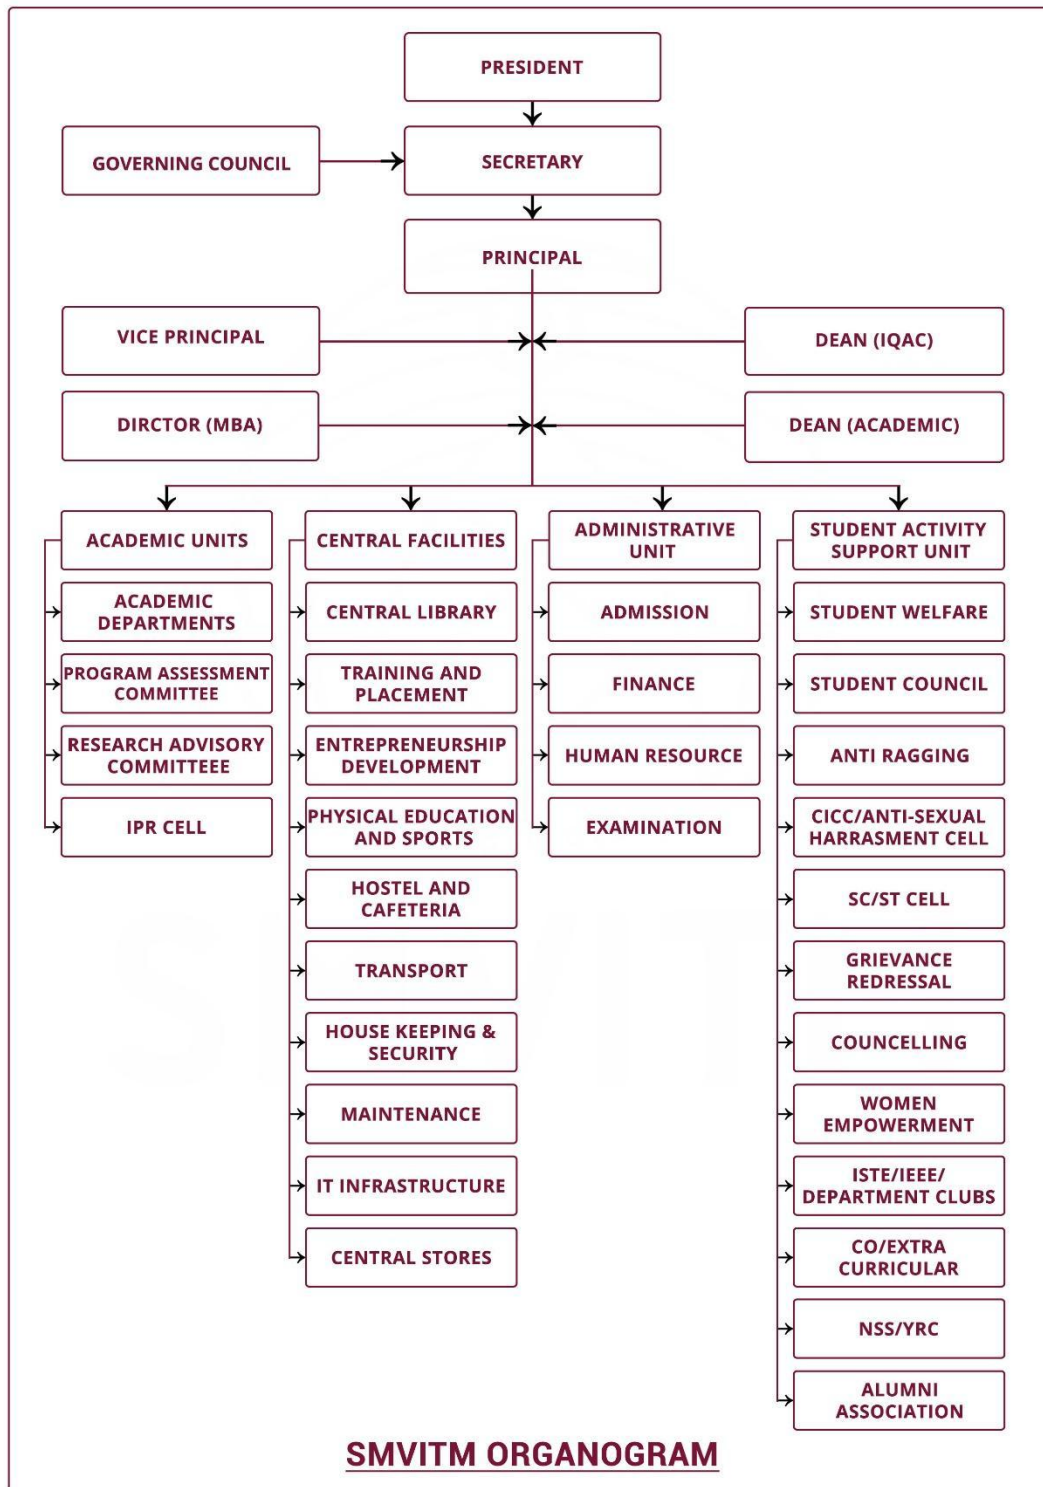 PRESIDENT
GOVERNING COUNCIL
SECRETARY
PRINCIPAL
VICE PRINCIPAL
DEAN (IQAC)
DIRCTOR (MBA)
DEAN (ACADEMIC)
ACADEMIC UNITS
ACADEMIC
DEPARTMENTS
PROGRAM ASSESSMENT
COMMITTEE
RESEARCH ADVISORY
COMMITTEEE
IPR CELL
CENTRAL FACILITIES
CENTRAL LIBRARY
TRAINING AND
PLACEMENT
ENTREPRENEURSHIP
DEVELOPMENT
PHYSICAL EDUCATION
AND SPORTS
HOSTEL AND
CAFETERIA
TRANSPORT
HOUSE KEEPING &
SECURITY
MAINTENANCE
IT INFRASTRUCTURE
CENTRAL STORES
ADMINISTRATIVE
UNIT
ADMISSION
FINANCE
HUMAN RESOURCE
EXAMINATION
STUDENT ACTIVITY
SUPPORT UNIT
STUDENT WELFARE
STUDENT COUNCIL
ANTI RAGGING
CICC/ANTI-SEXUAL
HARRASMENT CELL
SC/ST CELL
GRIEVANCE
REDRESSAL
COUNCELLING
WOMEN
EMPOWERMENT
ISTE/IEEE/
DEPARTMENT CLUBS
CO/EXTRA
CURRICULAR
NSS/YRC
ALUMNI
ASSOCIATION
SMVITM ORGANOGRAM